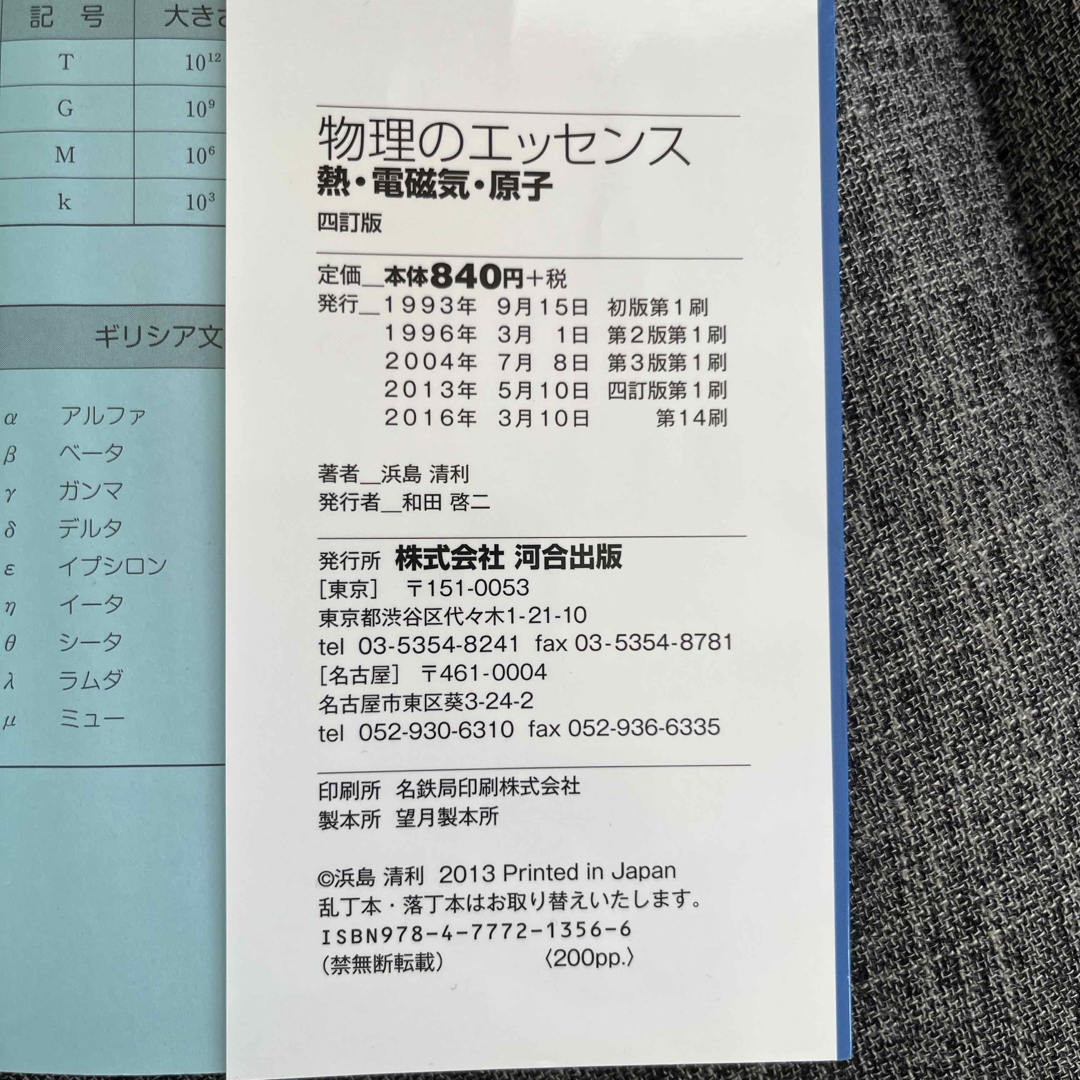 記 号 大きさ
T 10¹²
G 10⁹
M 10⁶
k 10³
ギリシア文
α アルファ
β ベータ
γ ガンマ
δ デルタ
ε イプシロン
η イータ
θ シータ
λ ラムダ
μ ミュー
物理のエッセンス
熱・電磁気・原子
四訂版
定価__本体840円+税
発行__1993年 9月15日 初版第1刷
1996年 3月 1日 第2版第1刷
2004年 7月 8日 第3版第1刷
2013年 5月10日 四訂版第1刷
2016年 3月10日 第14刷
著者__浜島 清利
発行者__和田 啓二
発行所 株式会社 河合出版
[東京] 〒151-0053
東京都渋谷区代々木1-21-10
tel 03-5354-8241 fax 03-5354-8781
[名古屋] 〒461-0004
名古屋市東区葵3-24-2
tel 052-930-6310 fax 052-936-6335
印刷所 名鉄局印刷株式会社
製本所 望月製本所
©浜島 清利 2013 Printed in Japan
乱丁本・落丁本はお取り替えいたします。
ISBN978-4-7772-1356-6
(禁無断転載) 〈200pp.〉